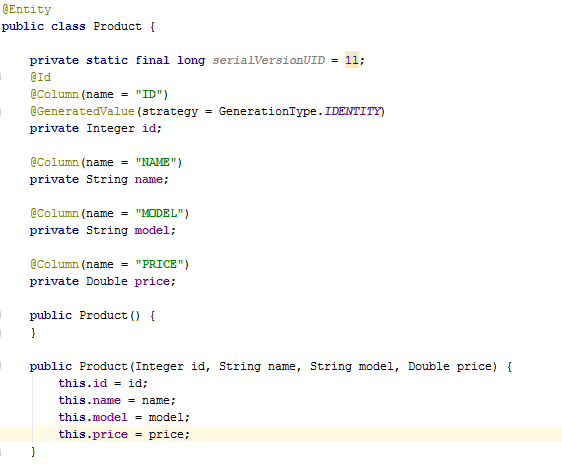 @Entity
public class Product {
private static final long serialVersionUID = 1l;
@Id
@Column(name = "ID")
@GeneratedValue(strategy = GenerationType.IDENTITY)
private Integer id;
@Column(name = "NAME")
private String name;
@Column(name = "MODEL")
private String model;
@Column(name = "PRICE")
private Double price;
public Product() {
}
public Product(Integer id, String name, String model, Double price) {
this.id = id;
this.name = name;
this.model = model;
this.price = price;
}